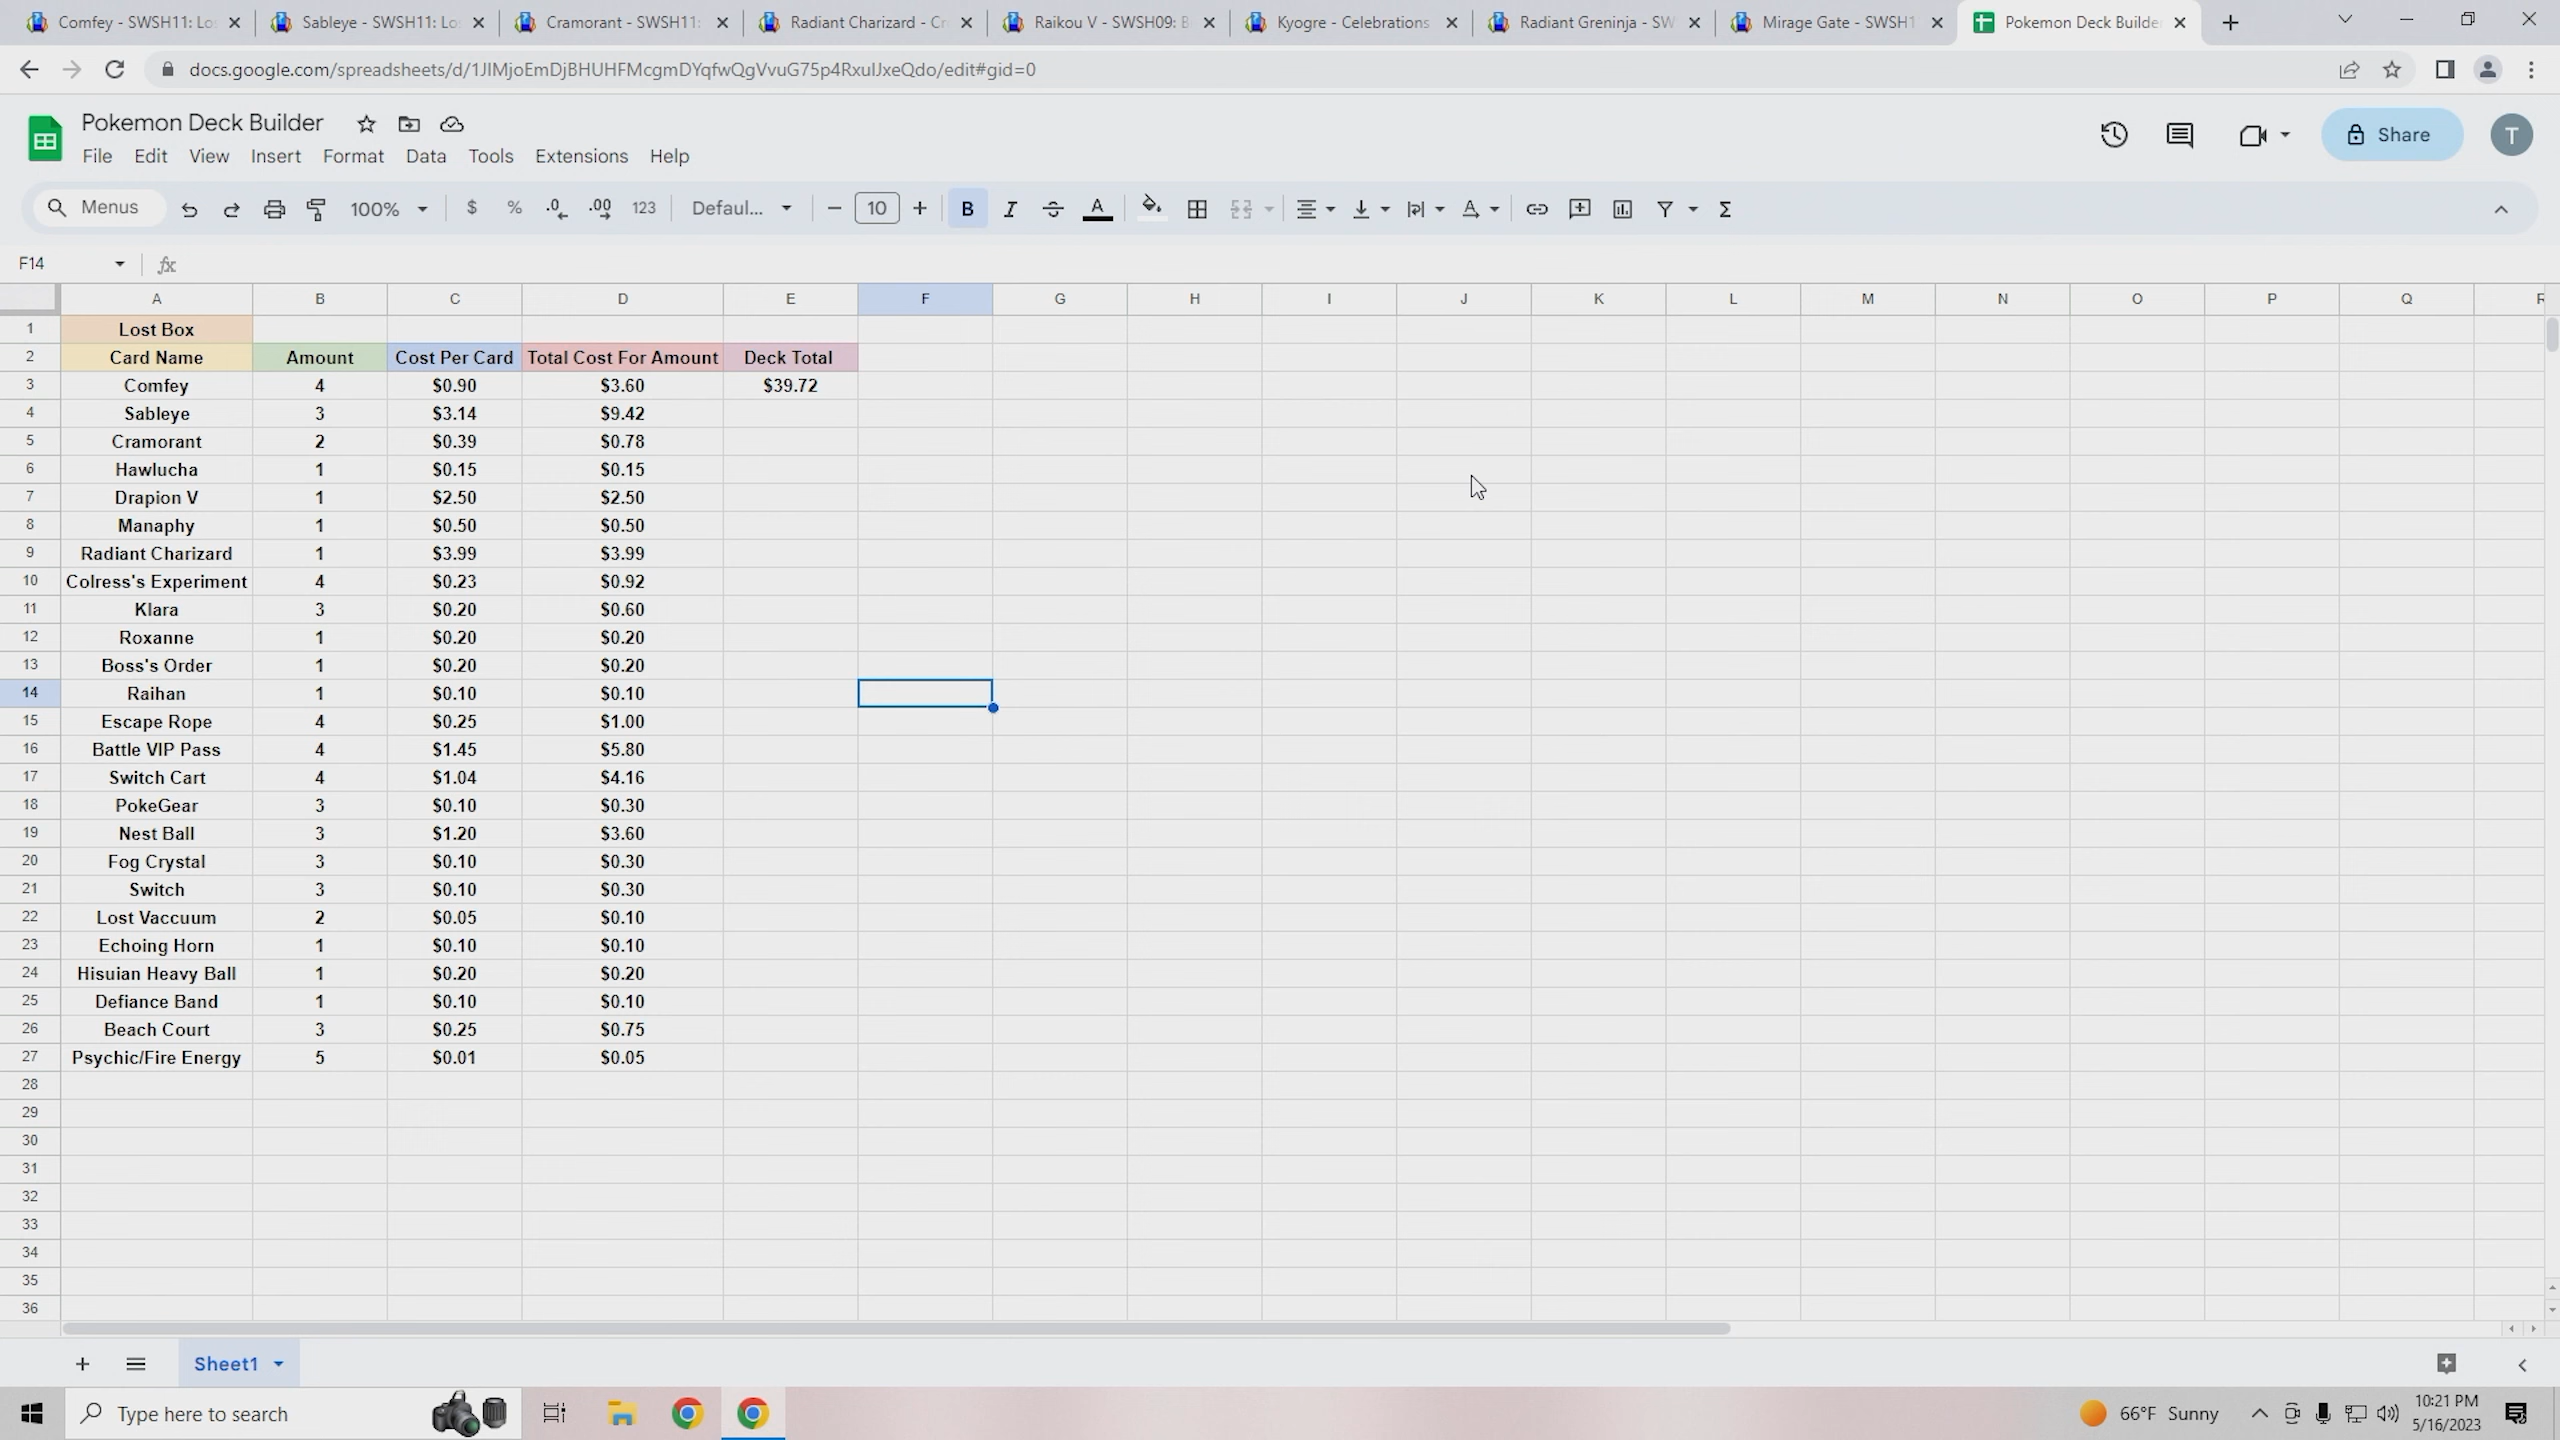 Comfey - SWSH11: Lo
Sableye - SWSH11: Lo
Cramorant - SWSH11:
Radiant Charizard - Cr
Raikou V - SWSH09: B
Kyogre - Celebrations
Radiant Greninja - SW
Mirage Gate - SWSH1
Pokemon Deck Builde
docs.google.com/spreadsheets/d/1JIMjoEmDjBHUHFMcgmDYqfwQgVvuG75p4RxulJxeQdo/edit#gid=0
Pokemon Deck Builder
File Edit View Insert Format Data Tools Extensions Help
Share
T
Menus 100% $ % .0 .00 123 Defaul... 10 B I A Σ
F14 fx
A B C D E F G H I J K L M N O P Q
1 Lost Box
2 Card Name Amount Cost Per Card Total Cost For Amount Deck Total
3 Comfey 4 $0.90 $3.60 $39.72
4 Sableye 3 $3.14 $9.42
5 Cramorant 2 $0.39 $0.78
6 Hawlucha 1 $0.15 $0.15
7 Drapion V 1 $2.50 $2.50
8 Manaphy 1 $0.50 $0.50
9 Radiant Charizard 1 $3.99 $3.99
10 Colress's Experiment 4 $0.23 $0.92
11 Klara 3 $0.20 $0.60
12 Roxanne 1 $0.20 $0.20
13 Boss's Order 1 $0.20 $0.20
14 Raihan 1 $0.10 $0.10
15 Escape Rope 4 $0.25 $1.00
16 Battle VIP Pass 4 $1.45 $5.80
17 Switch Cart 4 $1.04 $4.16
18 PokeGear 3 $0.10 $0.30
19 Nest Ball 3 $1.20 $3.60
20 Fog Crystal 3 $0.10 $0.30
21 Switch 3 $0.10 $0.30
22 Lost Vaccuum 2 $0.05 $0.10
23 Echoing Horn 1 $0.10 $0.10
24 Hisuian Heavy Ball 1 $0.20 $0.20
25 Defiance Band 1 $0.10 $0.10
26 Beach Court 3 $0.25 $0.75
27 Psychic/Fire Energy 5 $0.01 $0.05
28
29
30
31
32
33
34
35
36
Sheet1
Type here to search
66°F Sunny
10:21 PM
5/16/2023